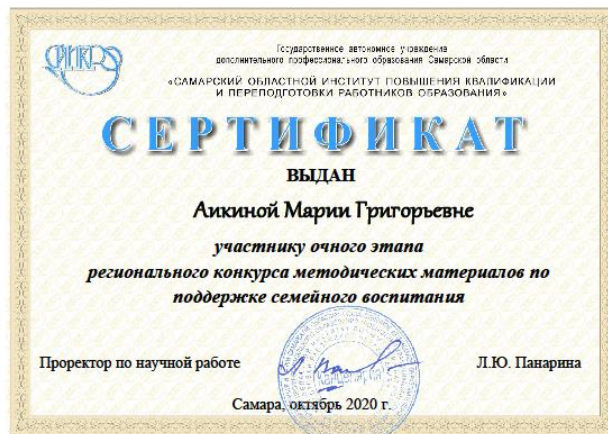 Государственное автономное учреждение
дополнительного профессионального образования Самарской области
«САМАРСКИЙ ОБЛАСТНОЙ ИНСТИТУТ ПОВЫШЕНИЯ КВАЛИФИКАЦИИ
И ПЕРЕПОДГОТОВКИ РАБОТНИКОВ ОБРАЗОВАНИЯ»
СЕРТИФИКАТ
ВЫДАН
Аикиной Марии Григорьевне
участнику очного этапа
регионального конкурса методических материалов по
поддержке семейного воспитания
Проректор по научной работе
Л.Ю. Панарина
Самара, октябрь 2020 г.